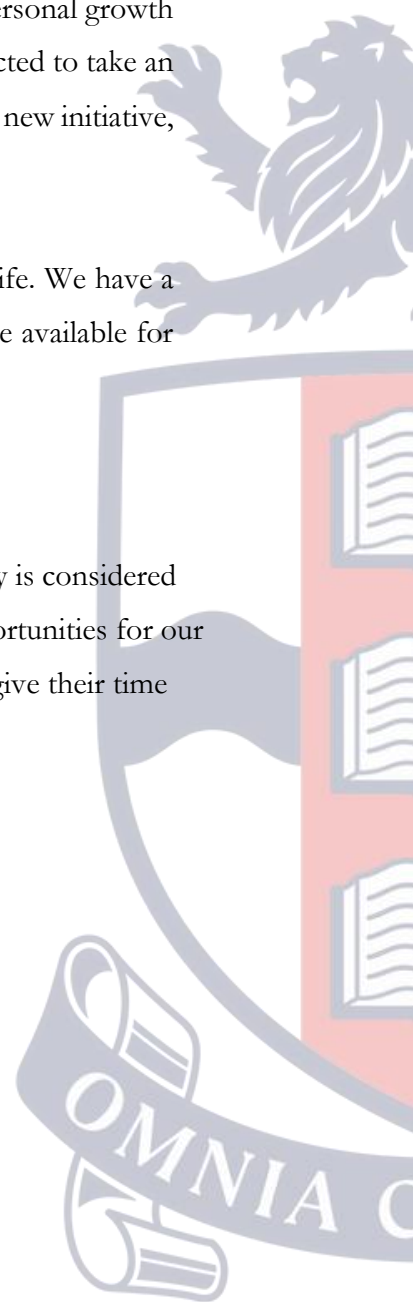 ersonal growth
cted to take an
new initiative,
ife. We have a
e available for
y is considered
ortunities for our
give their time
OMNIA C